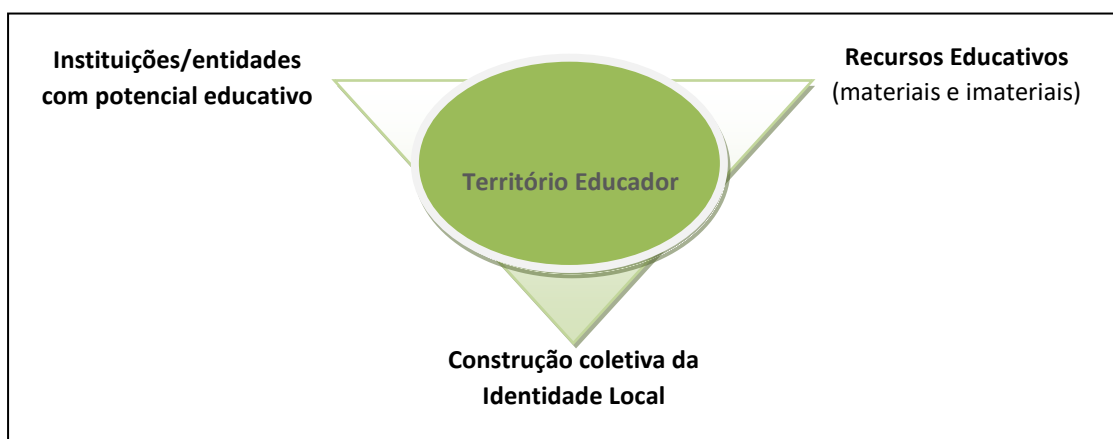 Instituições/entidades
com potencial educativo
Recursos Educativos
(materiais e imateriais)
Território Educador
Construção coletiva da
Identidade Local